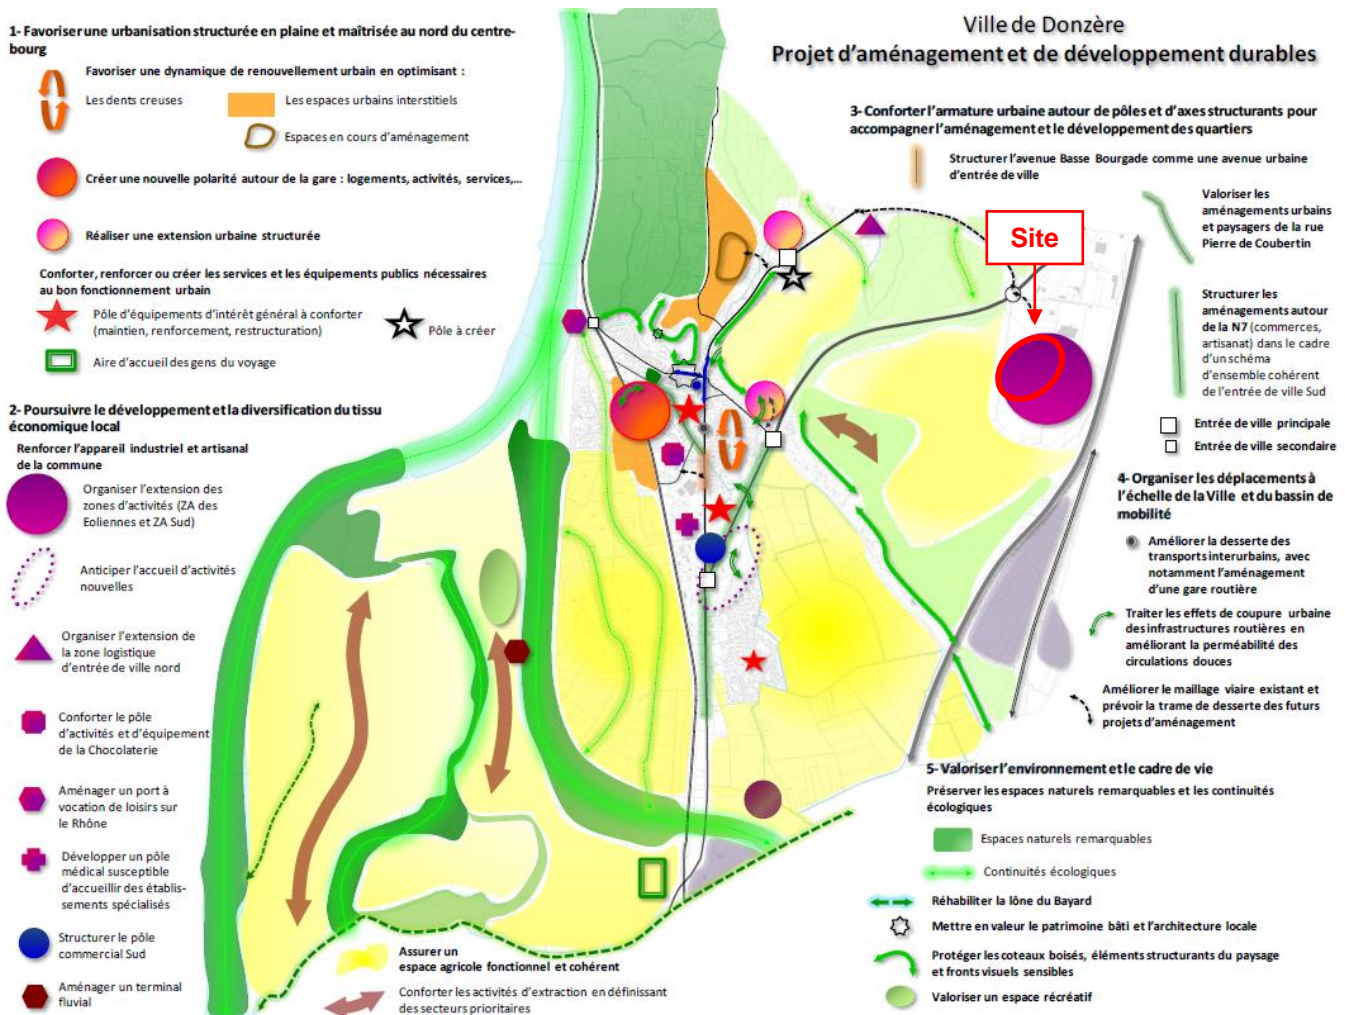 Ville de Donzère
Projet d'aménagement et de développement durables
1- Favoriser une urbanisation structurée en plaine et maîtrisée au nord du centre-
bourg
Favoriser une dynamique de renouvellement urbain en optimisant :
Les dents creuses
Les espaces urbains interstitiels
Espaces en cours d'aménagement
Créer une nouvelle polarité autour de la gare : logements, activités, services,...
Réaliser une extension urbaine structurée
Conforter, renforcer ou créer les services et les équipements publics nécessaires
au bon fonctionnement urbain
Pôle d'équipements d'intérêt général à conforter
(maintien, renforcement, restructuration)
Pôle à créer
Aire d'accueil des gens du voyage
2- Poursuivre le développement et la diversification du tissu
économique local
Renforcer l'appareil industriel et artisanal
de la commune
Organiser l'extension des
zones d'activités (ZA des
Eoliennes et ZA Sud)
Anticiper l'accueil d'activités
nouvelles
Organiser l'extension de
la zone logistique
d'entrée de ville nord
Conforter le pôle
d'activités et d'équipement
de la Chocolaterie
Aménager un port à
vocation de loisirs sur
le Rhône
Développer un pôle
médical susceptible
d'accueillir des établis-
sements spécialisés
Structurer le pôle
commercial Sud
Aménager un terminal
fluvial
Assurer un
espace agricole fonctionnel et cohérent
Conforter les activités d'extraction en définissant
des secteurs prioritaires
3- Conforter l'armature urbaine autour de pôles et d'axes structurants pour
accompagner l'aménagement et le développement des quartiers
Structurer l'avenue Basse Bourgade comme une avenue urbaine
d'entrée de ville
Valoriser les
aménagements urbains
et paysagers de la rue
Pierre de Coubertin
Site
Structurer les
aménagements autour
de la N7 (commerces,
artisanat) dans le cadre
d'un schéma
d'ensemble cohérent
de l'entrée de ville Sud
Entrée de ville principale
Entrée de ville secondaire
4- Organiser les déplacements à
l'échelle de la Ville et du bassin de
mobilité
Améliorer la desserte des
transports interurbains, avec
notamment l'aménagement
d'une gare routière
Traiter les effets de coupure urbaine
des infrastructures routières en
améliorant la perméabilité des
circulations douces
Améliorer le maillage viaire existant et
prévoir la trame de desserte des futurs
projets d'aménagement
5- Valoriser l'environnement et le cadre de vie
Préserver les espaces naturels remarquables et les continuités
écologiques
Espaces naturels remarquables
Continuités écologiques
Réhabiliter la lône du Bayard
Mettre en valeur le patrimoine bâti et l'architecture locale
Protéger les coteaux boisés, éléments structurants du paysage
et fronts visuels sensibles
Valoriser un espace récréatif